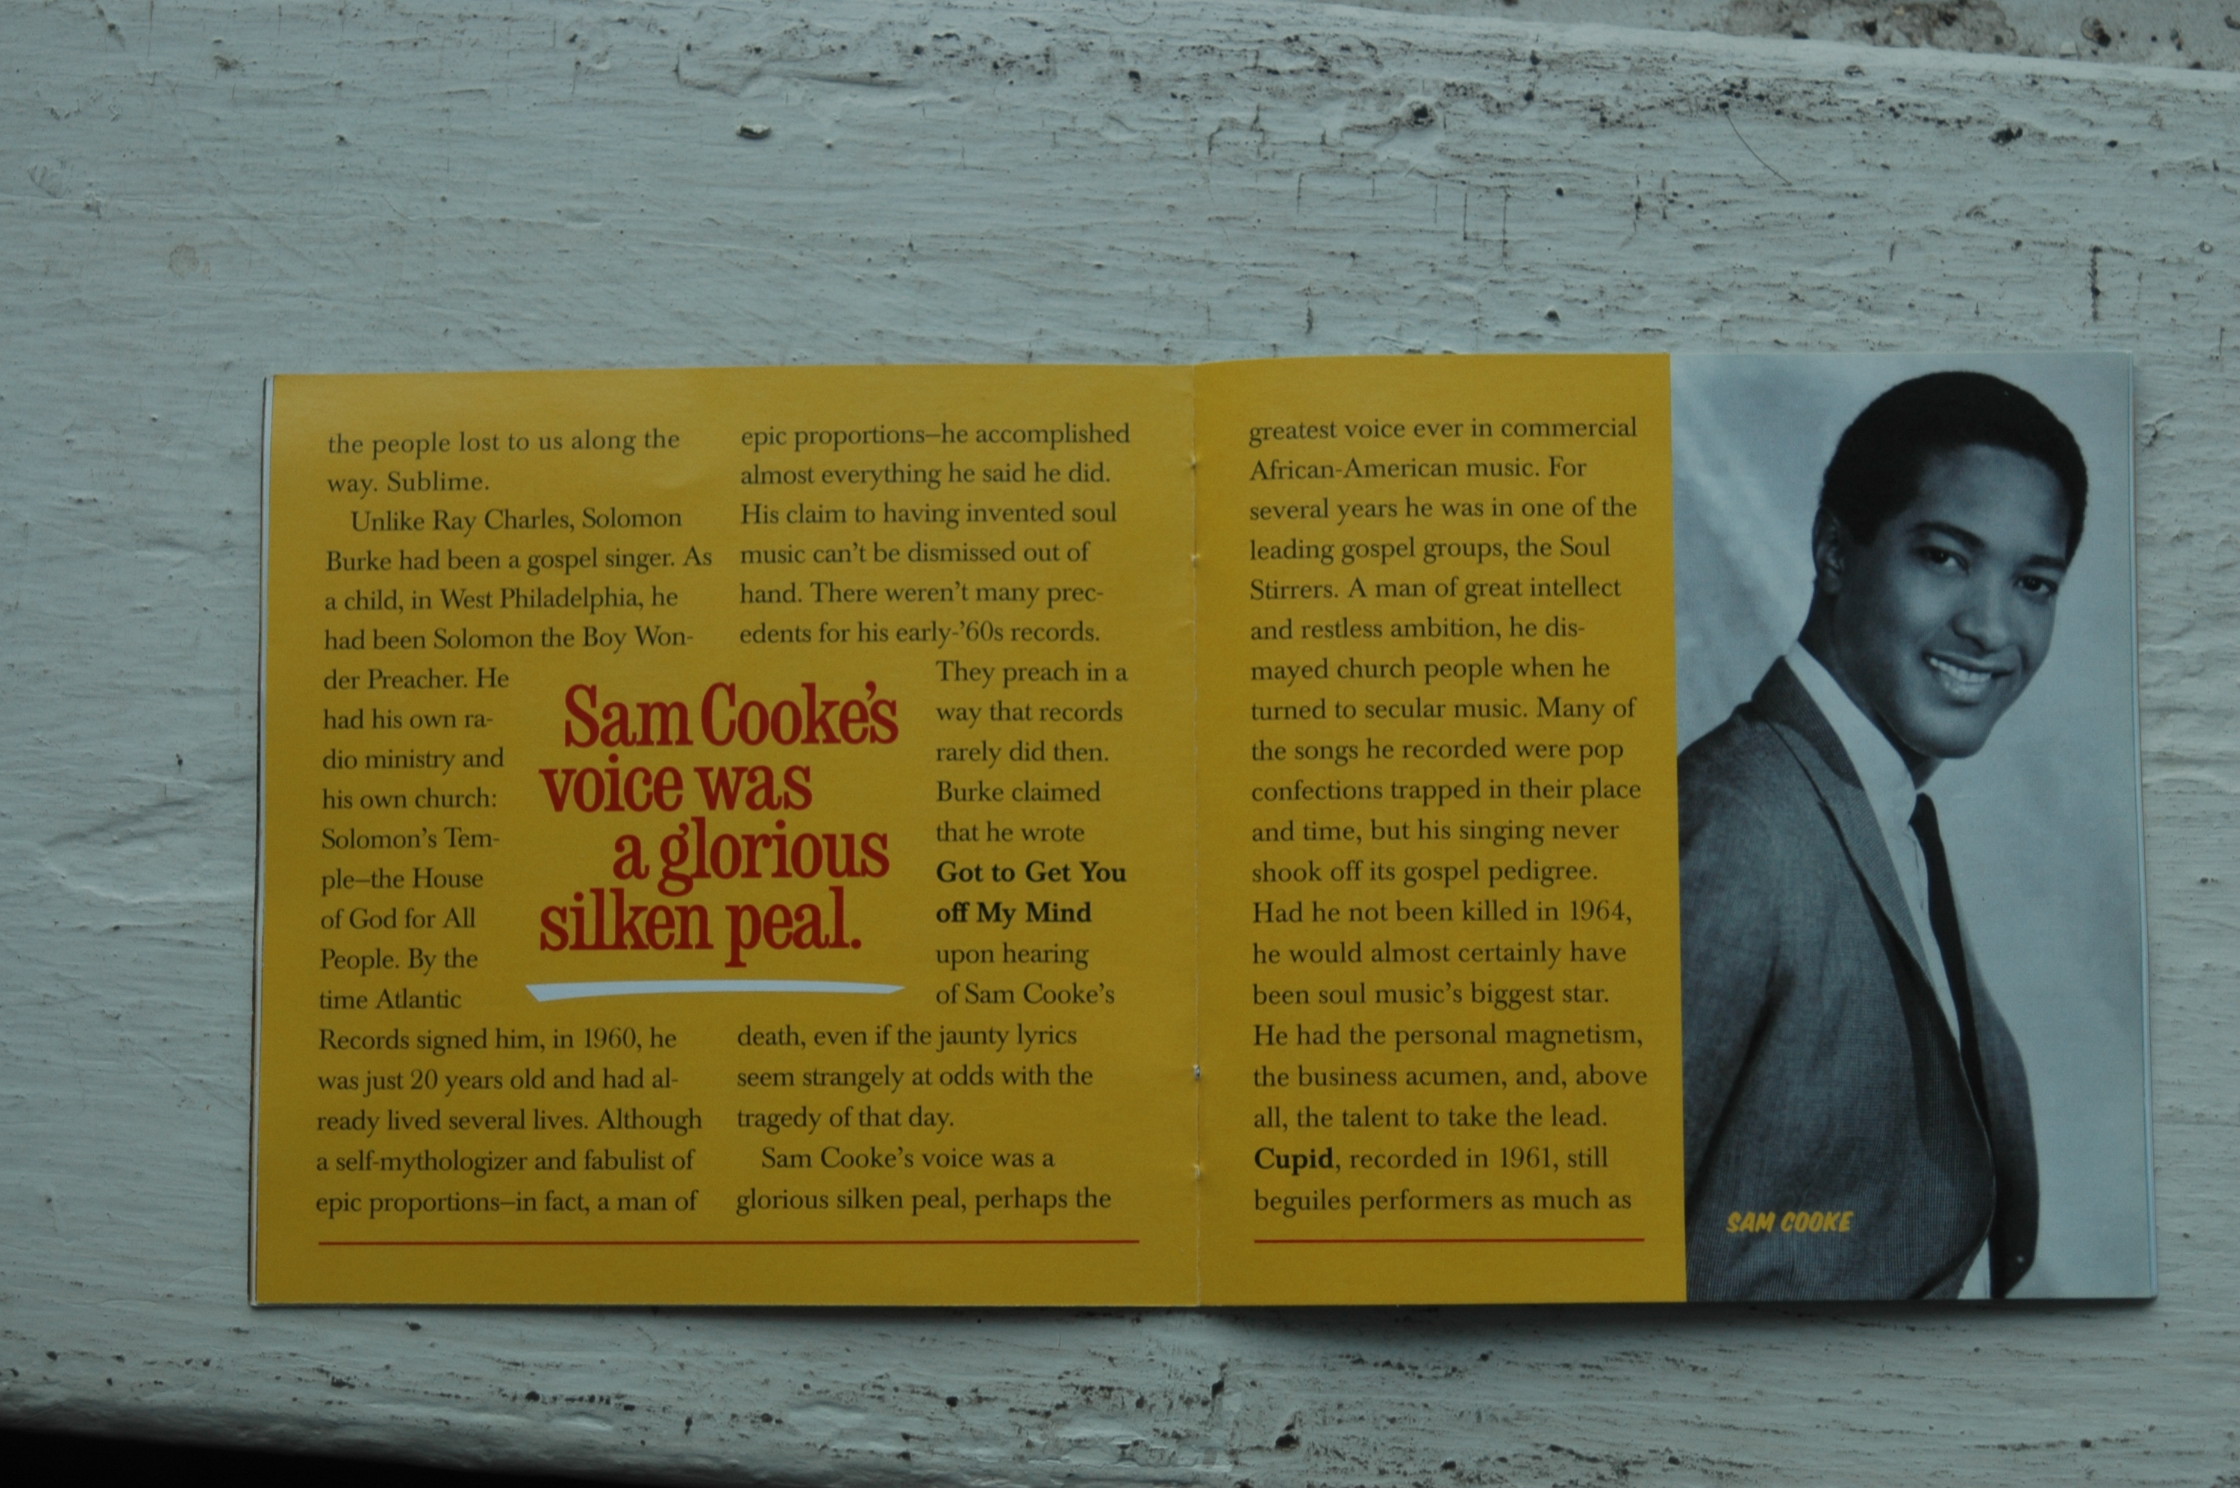 the people lost to us along the
way. Sublime.
Unlike Ray Charles, Solomon
Burke had been a gospel singer. As
a child, in West Philadelphia, he
had been Solomon the Boy Won-
der Preacher. He
had his own ra-
dio ministry and
his own church:
Solomon's Tem-
ple–the House
of God for All
People. By the
time Atlantic
Records signed him, in 1960, he
was just 20 years old and had al-
ready lived several lives. Although
a self-mythologizer and fabulist of
epic proportions–in fact, a man of
Sam Cooke's
voice was
a glorious
silken peal.
epic proportions–he accomplished
almost everything he said he did.
His claim to having invented soul
music can't be dismissed out of
hand. There weren't many prec-
edents for his early-'60s records.
They preach in a
way that records
rarely did then.
Burke claimed
that he wrote
Got to Get You
off My Mind
upon hearing
of Sam Cooke's
death, even if the jaunty lyrics
seem strangely at odds with the
tragedy of that day.
Sam Cooke's voice was a
glorious silken peal, perhaps the
greatest voice ever in commercial
African-American music. For
several years he was in one of the
leading gospel groups, the Soul
Stirrers. A man of great intellect
and restless ambition, he dis-
mayed church people when he
turned to secular music. Many of
the songs he recorded were pop
confections trapped in their place
and time, but his singing never
shook off its gospel pedigree.
Had he not been killed in 1964,
he would almost certainly have
been soul music's biggest star.
He had the personal magnetism,
the business acumen, and, above
all, the talent to take the lead.
Cupid, recorded in 1961, still
beguiles performers as much as
SAM COOKE